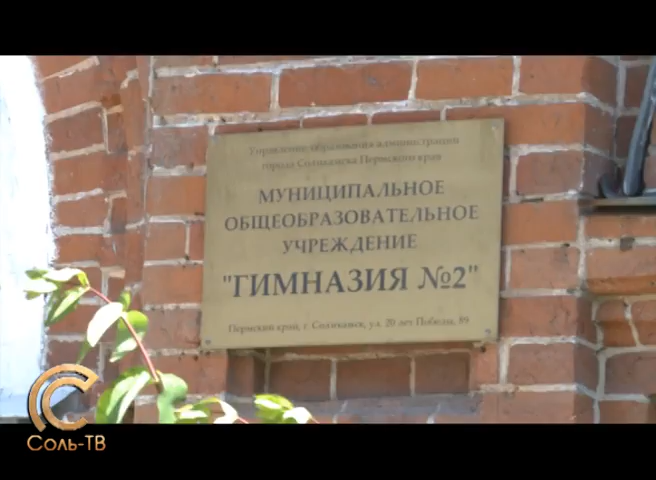 Управление образования администрации
города Соликамска Пермского края
МУНИЦИПАЛЬНОЕ
ОБЩЕОБРАЗОВАТЕЛЬНОЕ
УЧРЕЖДЕНИЕ
"ГИМНАЗИЯ №2"
Пермский край, г. Соликамск, ул. 20 лет Победы, 89
Соль-ТВ